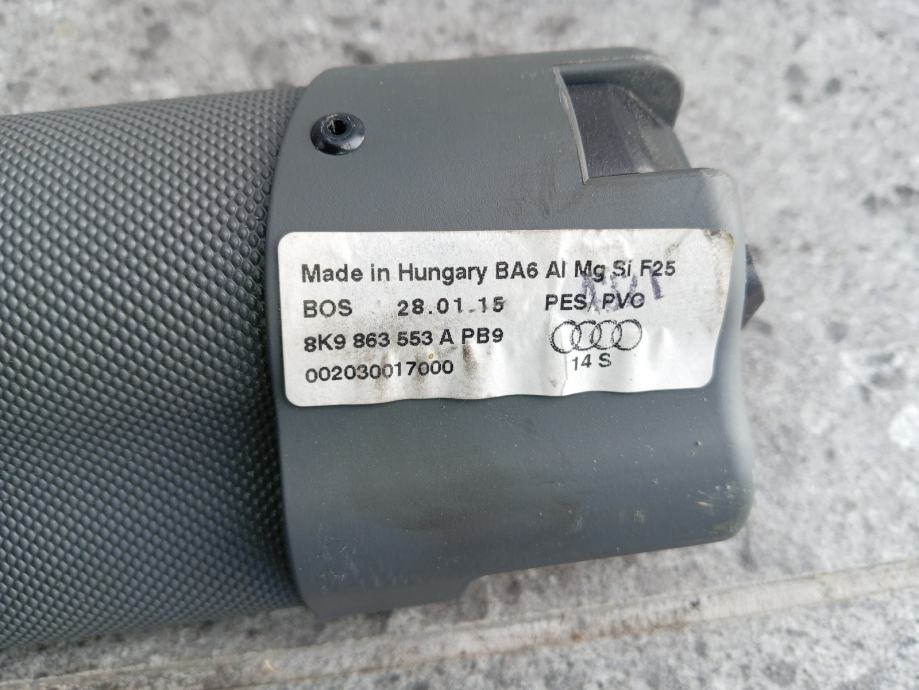 Made in Hungary BA6 Al Mg Si F25
BOS 28.01.15 PES/PVC
8K9 863 553 A PB9
002030017000
14 S